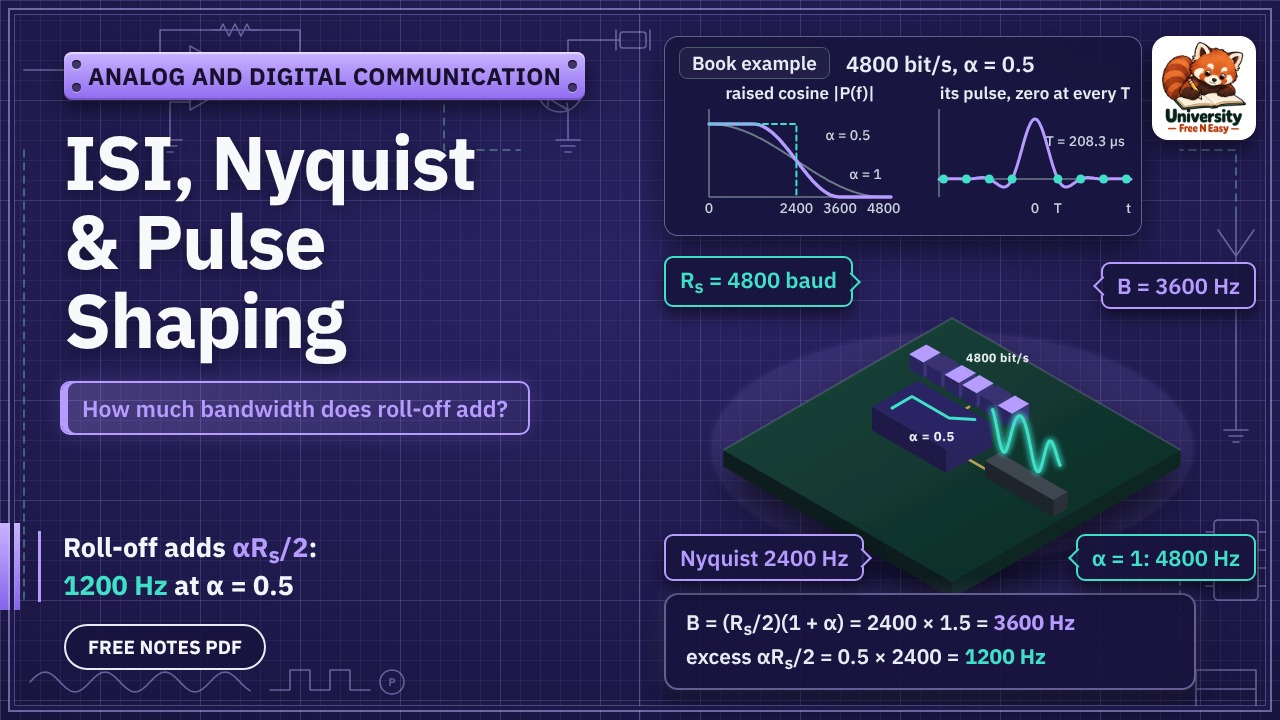 ANALOG AND DIGITAL COMMUNICATION
ISI, Nyquist
& Pulse
Shaping
How much bandwidth does roll-off add?
Roll-off adds αRs/2:
1200 Hz at α = 0.5
FREE NOTES PDF
P
Book example
4800 bit/s, α = 0.5
raised cosine |P(f)|
its pulse, zero at every T
α = 0.5
α = 1
0 2400 3600 4800
T = 208.3 µs
0 T t
University
Free N Easy
Rs = 4800 baud
B = 3600 Hz
4800 bit/s
α = 0.5
Nyquist 2400 Hz
α = 1: 4800 Hz
B = (Rs/2)(1 + α) = 2400 × 1.5 = 3600 Hz
excess αRs/2 = 0.5 × 2400 = 1200 Hz